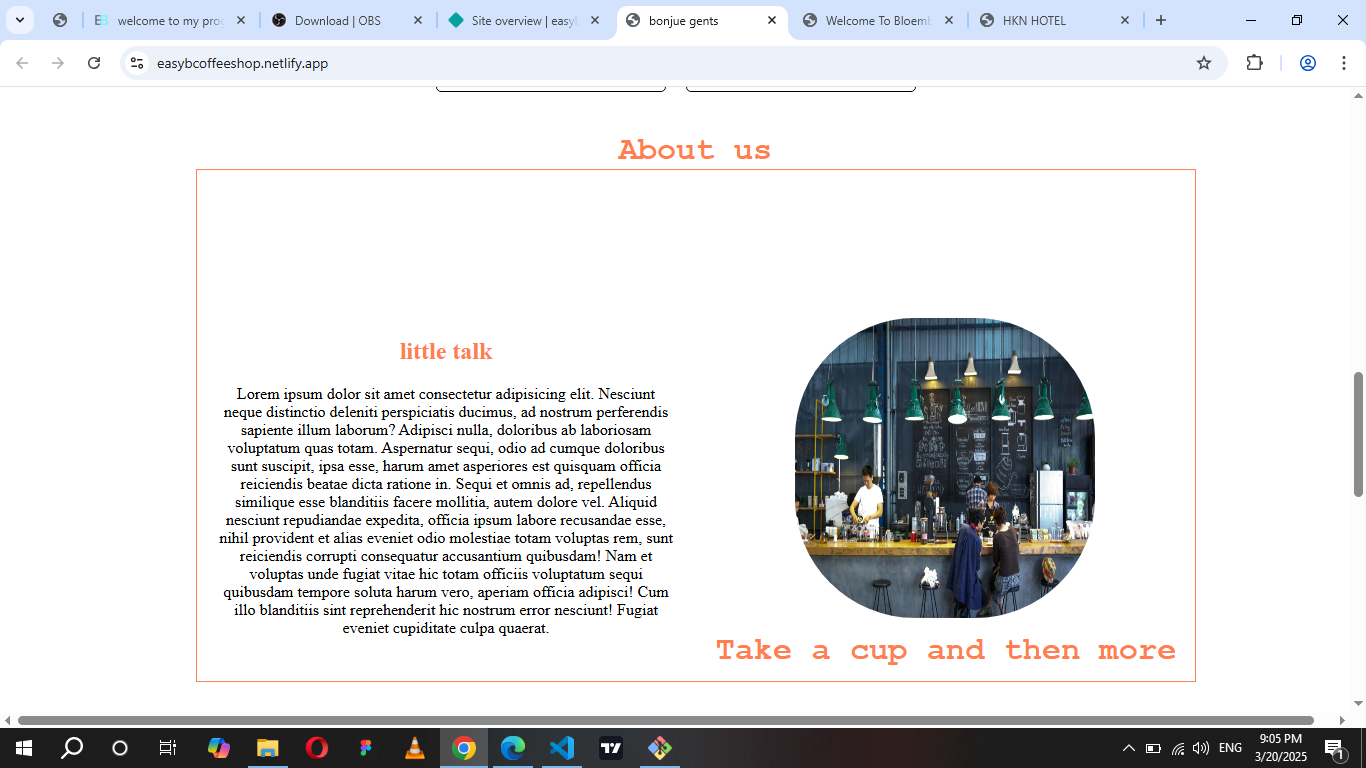 welcome to my pro
Download | OBS
Site overview | easyb
bonjue gents
Welcome To Bloemb
HKN HOTEL
easybcoffeeshop.netlify.app
About us
little talk
Lorem ipsum dolor sit amet consectetur adipisicing elit. Nesciunt
neque distinctio deleniti perspiciatis ducimus, ad nostrum perferendis
sapiente illum laborum? Adipisci nulla, doloribus ab laboriosam
voluptatum quas totam. Aspernatur sequi, odio ad cumque doloribus
sunt suscipit, ipsa esse, harum amet asperiores est quisquam officia
reiciendis beatae dicta ratione in. Sequi et omnis ad, repellendus
similique esse blanditiis facere mollitia, autem dolore vel. Aliquid
nesciunt repudiandae expedita, officia ipsum labore recusandae esse,
nihil provident et alias eveniet odio molestiae totam voluptas rem, sunt
reiciendis corrupti consequatur accusantium quibusdam! Nam et
voluptas unde fugiat vitae hic totam officiis voluptatum sequi
quibusdam tempore soluta harum vero, aperiam officia adipisci! Cum
illo blanditiis sint reprehenderit hic nostrum error nesciunt! Fugiat
eveniet cupiditate culpa quaerat.
Take a cup and then more
ENG
9:05 PM
3/20/2025
1